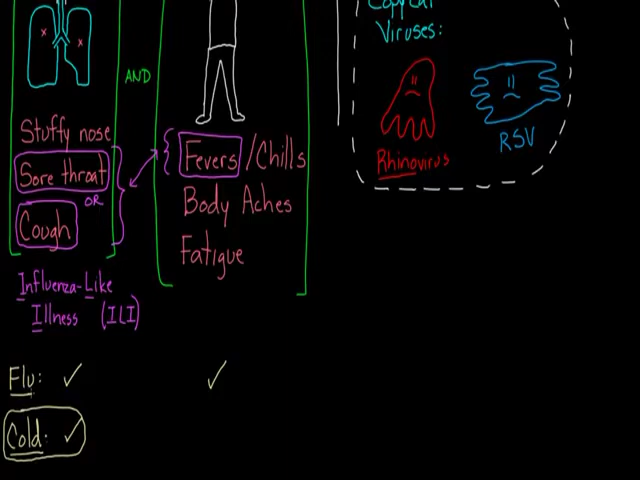 AND
Stuffy nose
Sore throat
OR
Cough
Fevers / Chills
Body Aches
Fatigue
Influenza-Like
Illness (ILI)
Flu: ✓ ✓
Cold: ✓
Viruses:
Rhinovirus
RSV